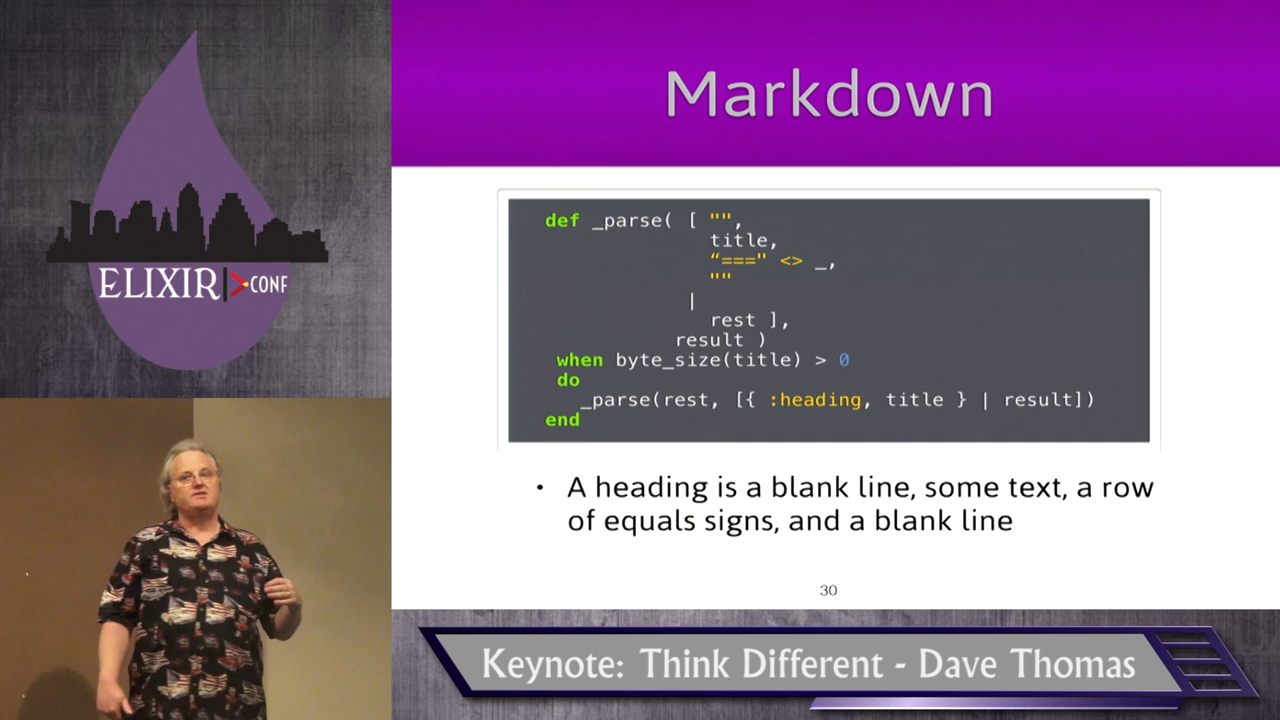 ELIXIR|>CONF
Markdown
def _parse( [ "",
title,
“===" <> _,
""
|
rest ],
result )
when byte_size(title) > 0
do
_parse(rest, [{ :heading, title } | result])
end
• A heading is a blank line, some text, a row
of equals signs, and a blank line
30
Keynote: Think Different - Dave Thomas